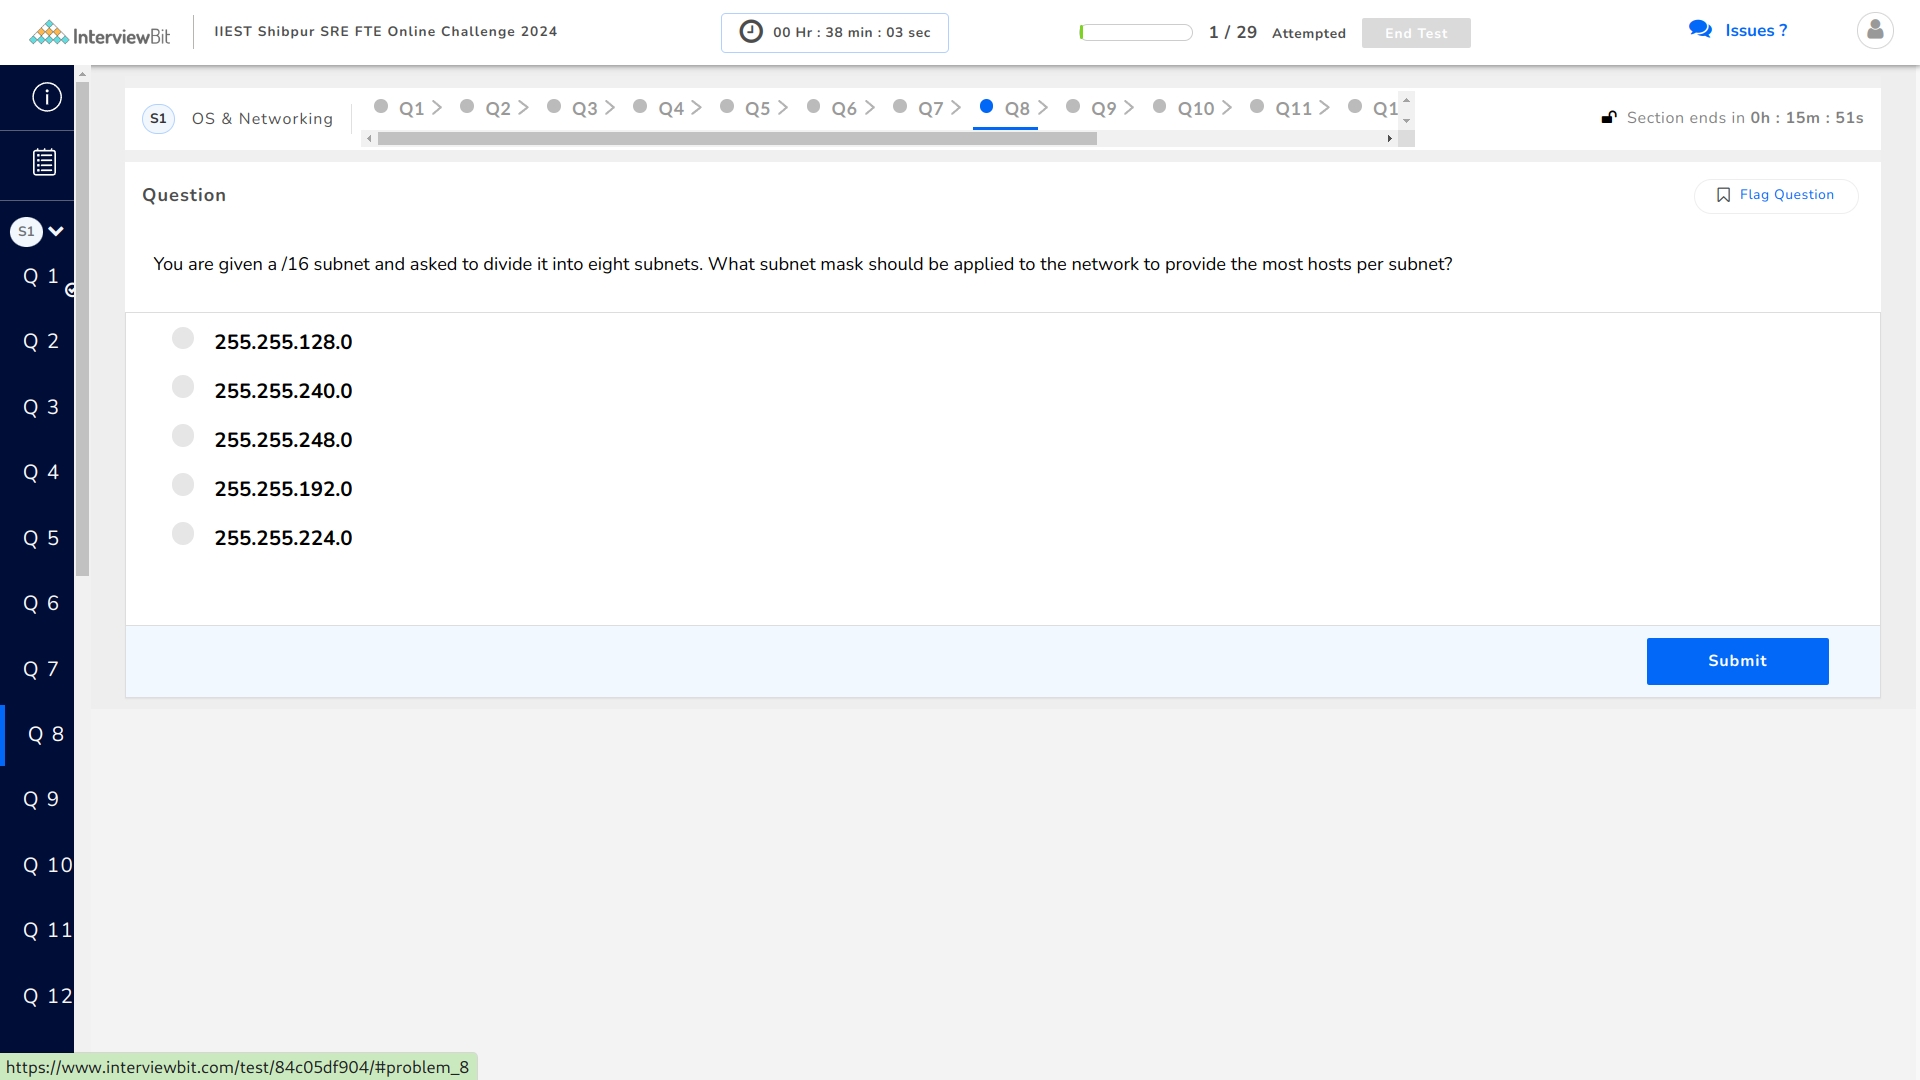 InterviewBit
IIEST Shibpur SRE FTE Online Challenge 2024
00 Hr : 38 min : 03 sec
1 / 29 Attempted
End Test
Issues ?
S1 OS & Networking
Q1 Q2 Q3 Q4 Q5 Q6 Q7 Q8 Q9 Q10 Q11 Q1
Section ends in 0h : 15m : 51s
Question
Flag Question
You are given a /16 subnet and asked to divide it into eight subnets. What subnet mask should be applied to the network to provide the most hosts per subnet?
255.255.128.0
255.255.240.0
255.255.248.0
255.255.192.0
255.255.224.0
Submit
S1
Q 1
Q 2
Q 3
Q 4
Q 5
Q 6
Q 7
Q 8
Q 9
Q 10
Q 11
Q 12
https://www.interviewbit.com/test/84c05df904/#problem_8